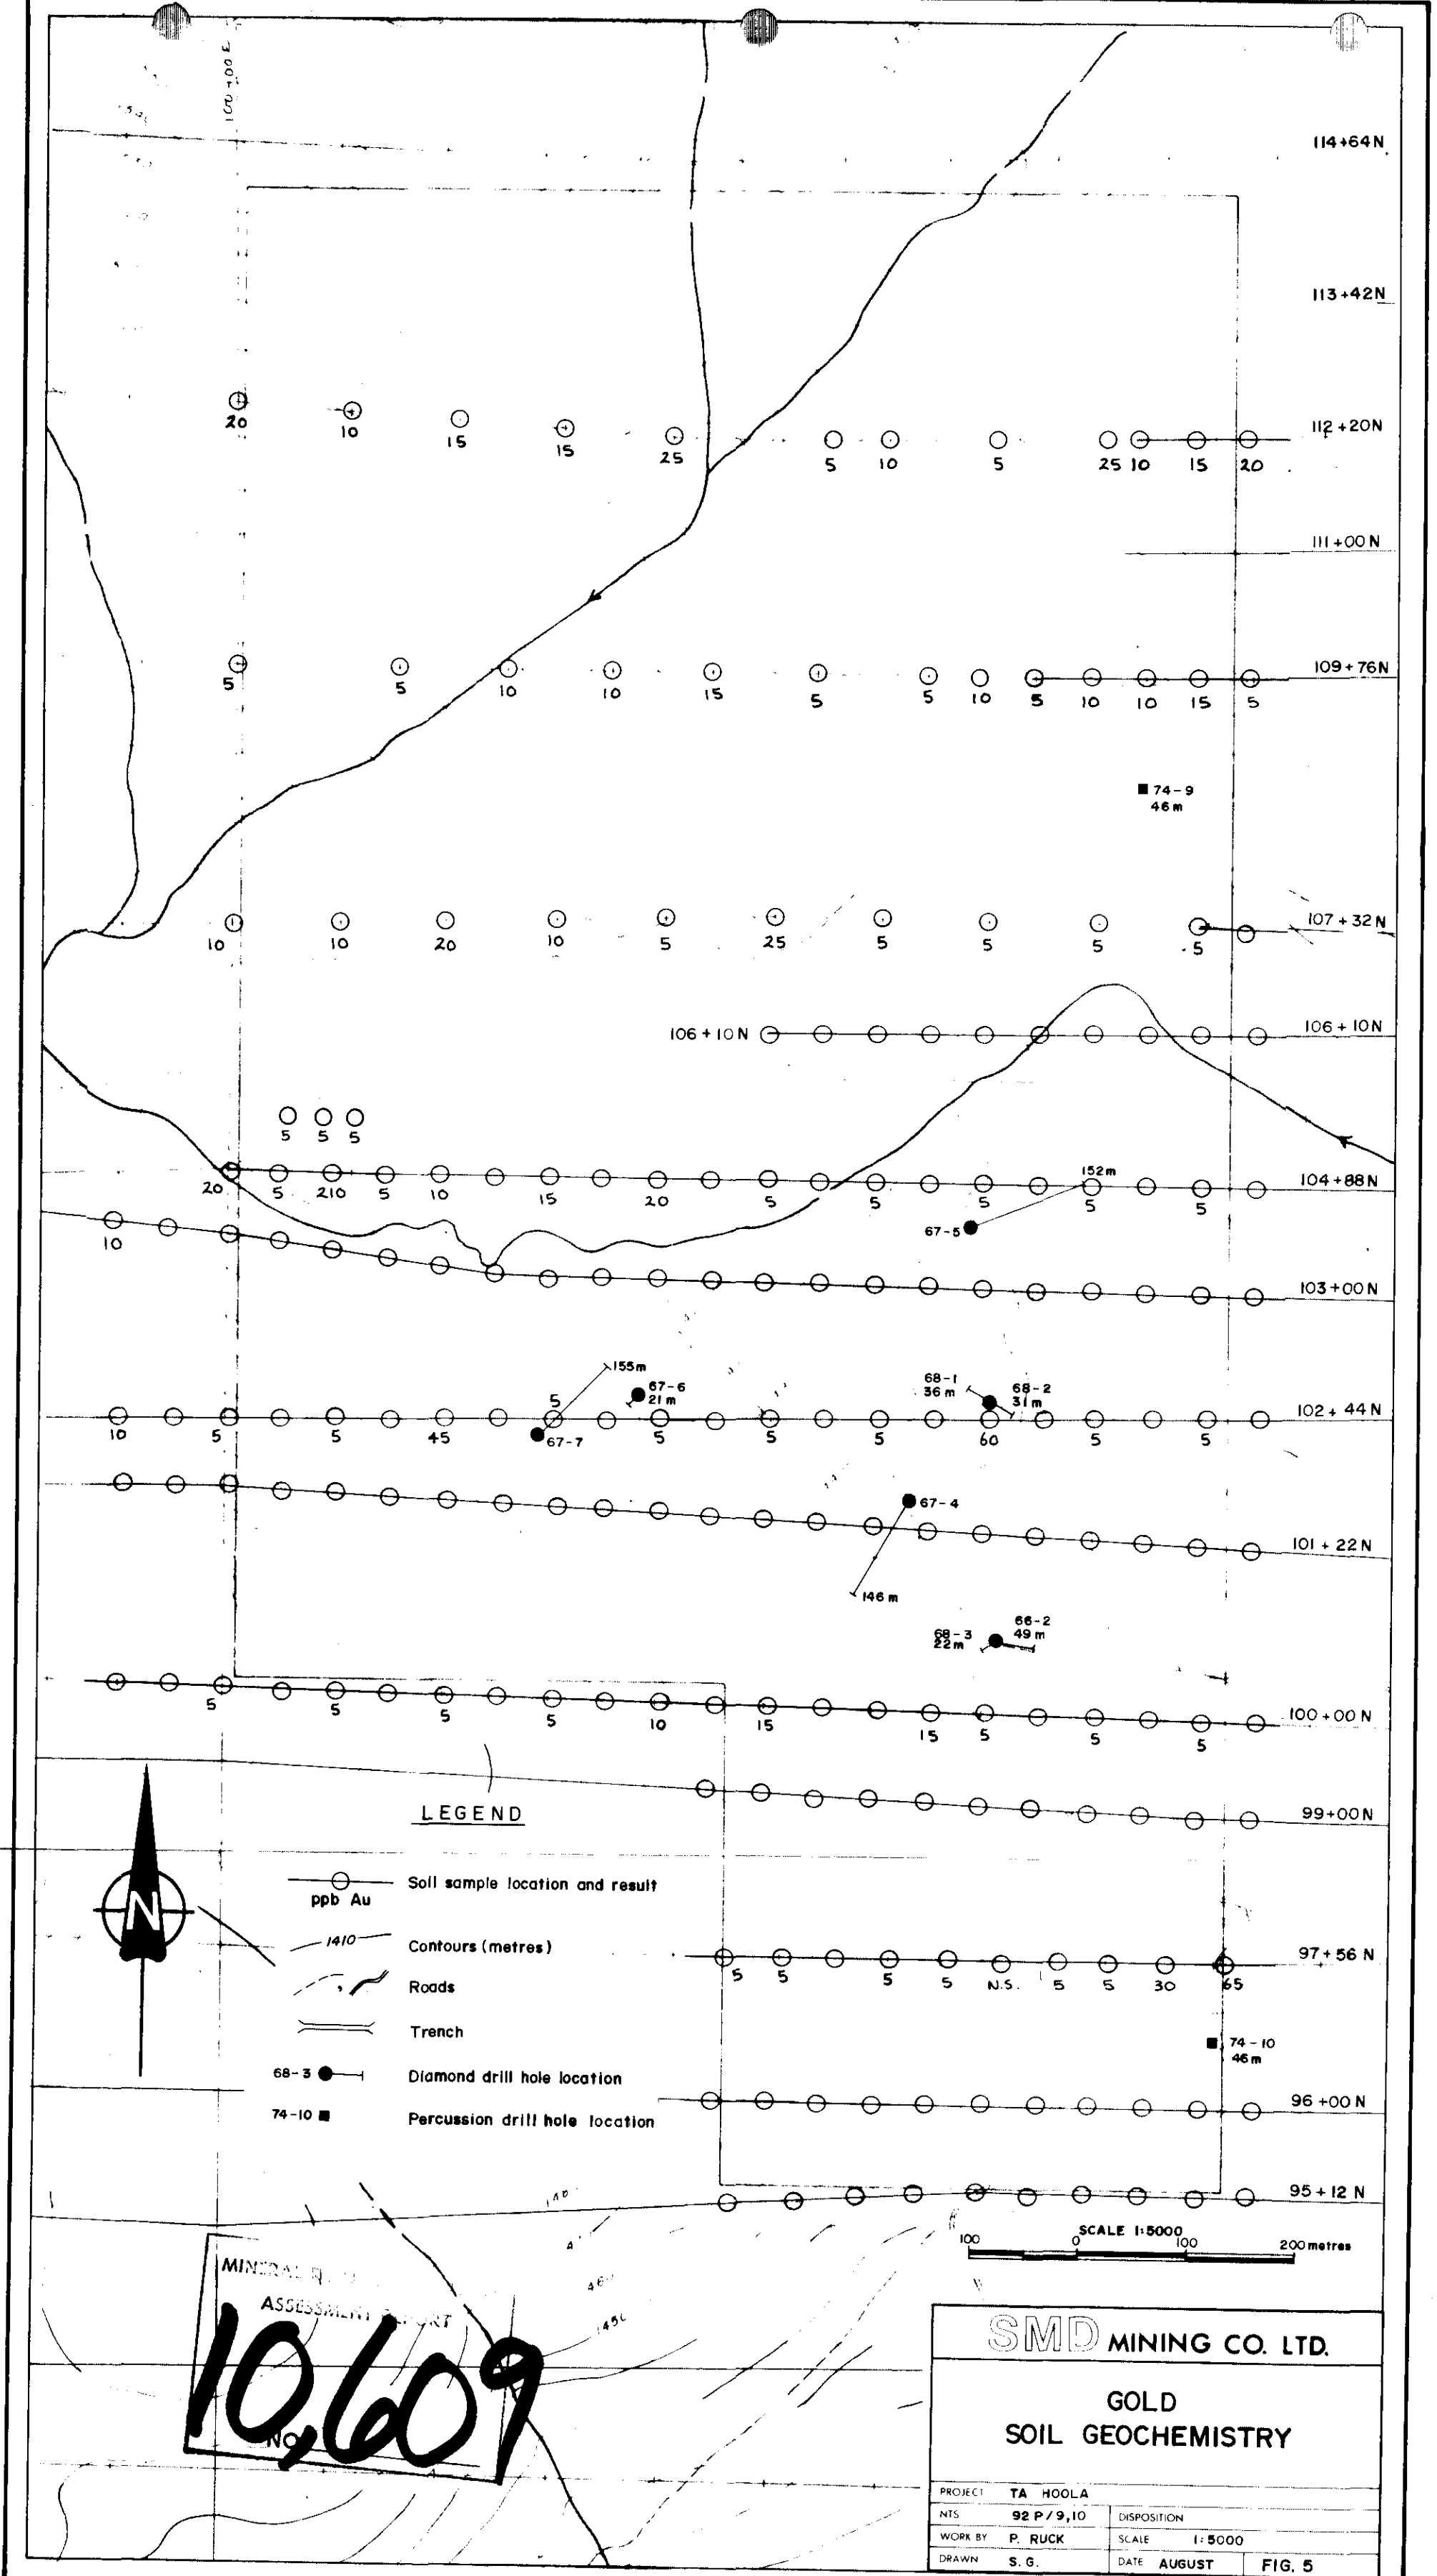 100+00 E
114+64N
113+42N
112+20N
20 10 15 15 25 5 10 5 25 10 15 20
111+00N
109+76N
5 5 10 10 15 5 5 10 5 10 10 15 5
74-9
46m
107+32N
10 10 20 10 5 25 5 5 5 5
106+10N 106+10N
5 5 5
152m
104+88N
20 5 210 5 10 15 20 5 5 5 5 5
67-5
10
103+00N
155m
67-6
21m
68-1
36m
68-2
31m
5
102+44N
10 5 5 45 67-7 5 5 5 60 5 5
67-4
101+22N
146m
66-2
49m
68-3
22m
100+00N
5 5 5 5 10 15 15 5 5 5
99+00N
LEGEND
ppb Au Soil sample location and result
1410 Contours (metres)
Roads
Trench
68-3 Diamond drill hole location
74-10 Percussion drill hole location
N
97+56 N
5 5 5 5 N.S. 5 5 30 65
74-10
46m
96+00 N
95+12 N
SCALE 1:5000
100 0 100 200 metres
1450
MINERAL
ASSESSMENT REPORT
10,609
NO
SMD MINING CO. LTD.
GOLD
SOIL GEOCHEMISTRY
PROJECT TA HOOLA
NTS 92 P/9,10 DISPOSITION
WORK BY P. RUCK SCALE 1:5000
DRAWN S. G. DATE AUGUST FIG. 5